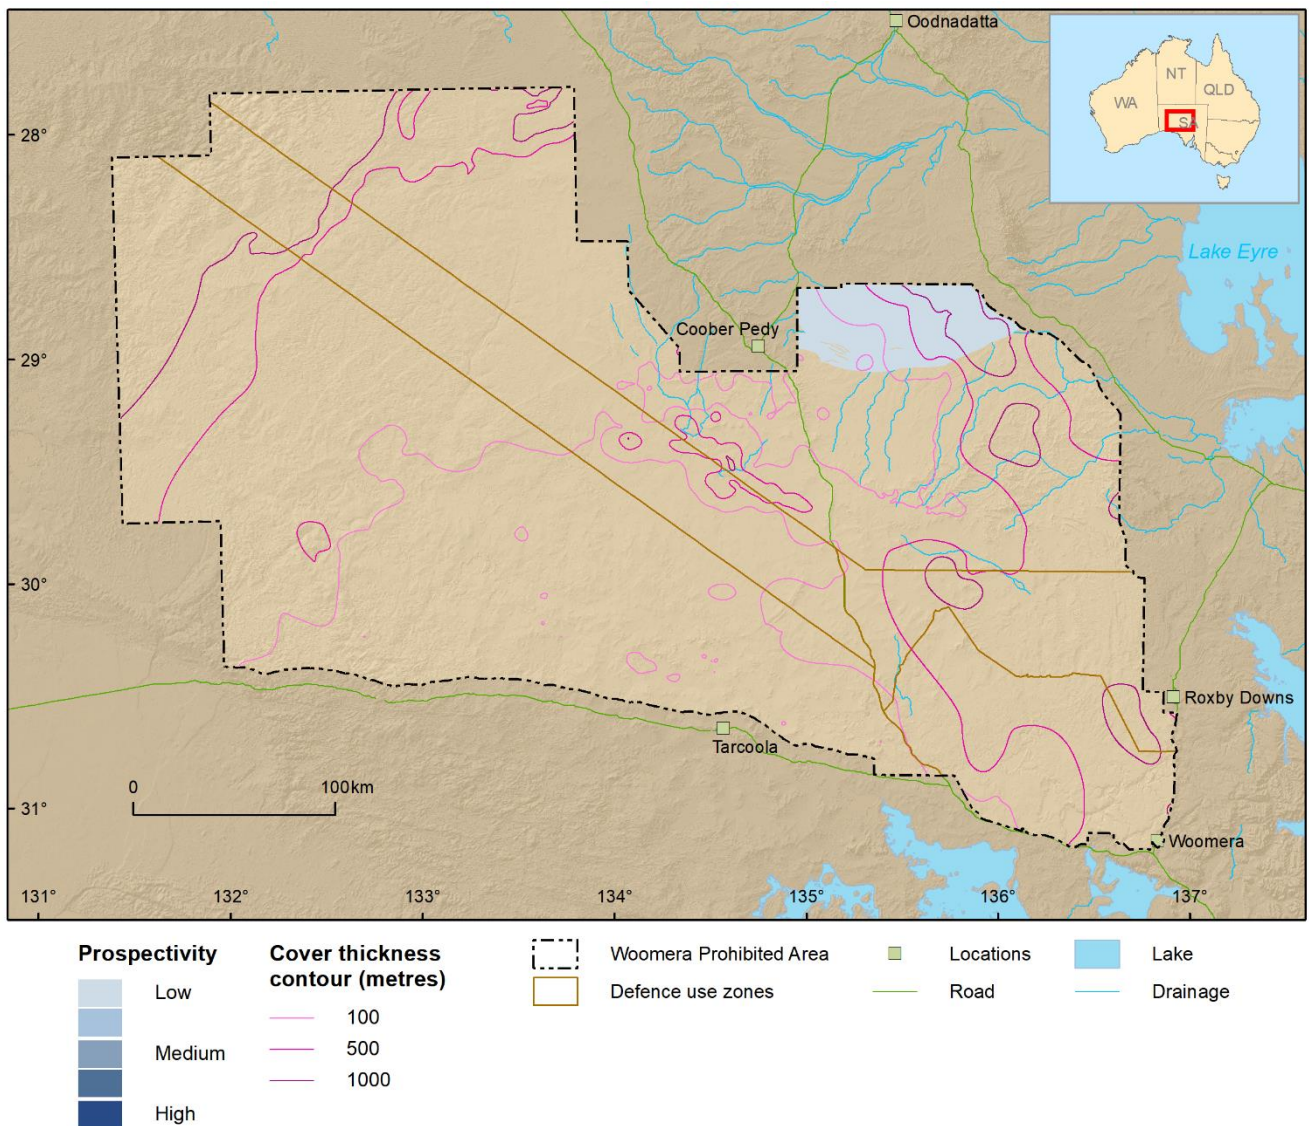 Oodnadatta
NT
QLD
WA
SA
28°
Lake Eyre
Coober Pedy
29°
30°
Roxby Downs
Tarcoola
0 100km
31°
Woomera
131° 132° 133° 134° 135° 136° 137°
Prospectivity
Low
Medium
High
Cover thickness
contour (metres)
100
500
1000
Woomera Prohibited Area
Defence use zones
Locations
Road
Lake
Drainage